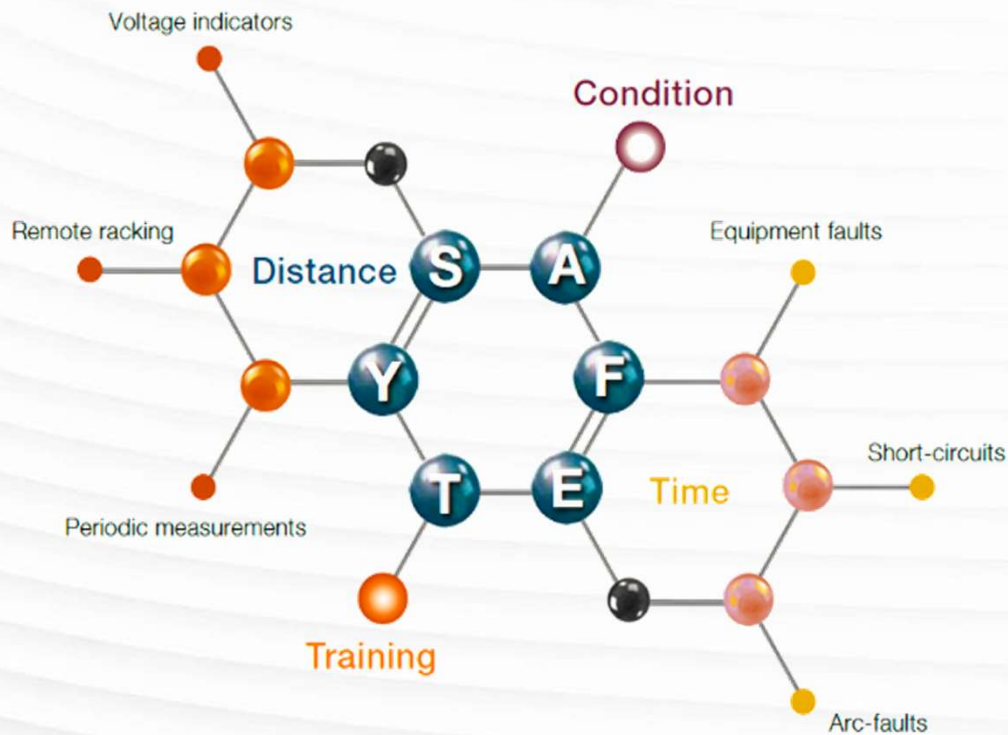 Voltage indicators
Condition
Remote racking
Equipment faults
Distance
S A
Y F
Short-circuits
T E
Time
Periodic measurements
Training
Arc-faults